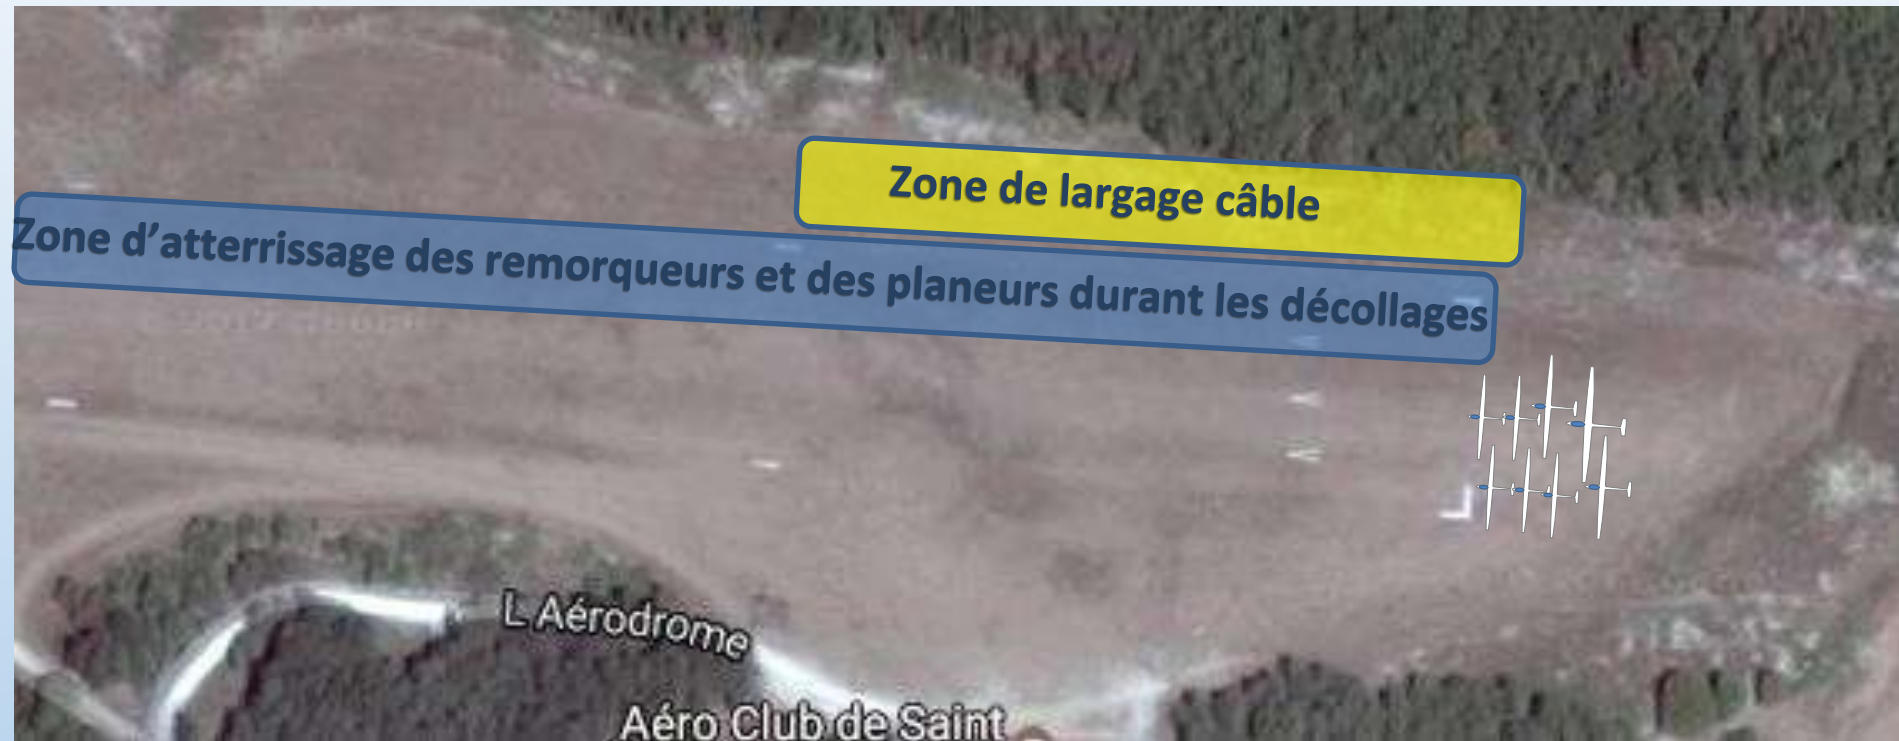 Zone de largage câble
Zone d’atterrissage des remorqueurs et des planeurs durant les décollages
L Aérodrome
Aéro Club de Saint